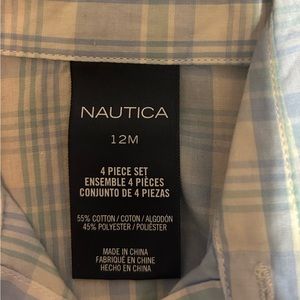 NAUTICA
12M
4 PIECE SET
ENSEMBLE 4 PIÈCES
CONJUNTO DE 4 PIEZAS
55% COTTON / COTON / ALGODÓN
45% POLYESTER / POLIÉSTER
MADE IN CHINA
FABRIQUÉ EN CHINE
HECHO EN CHINA